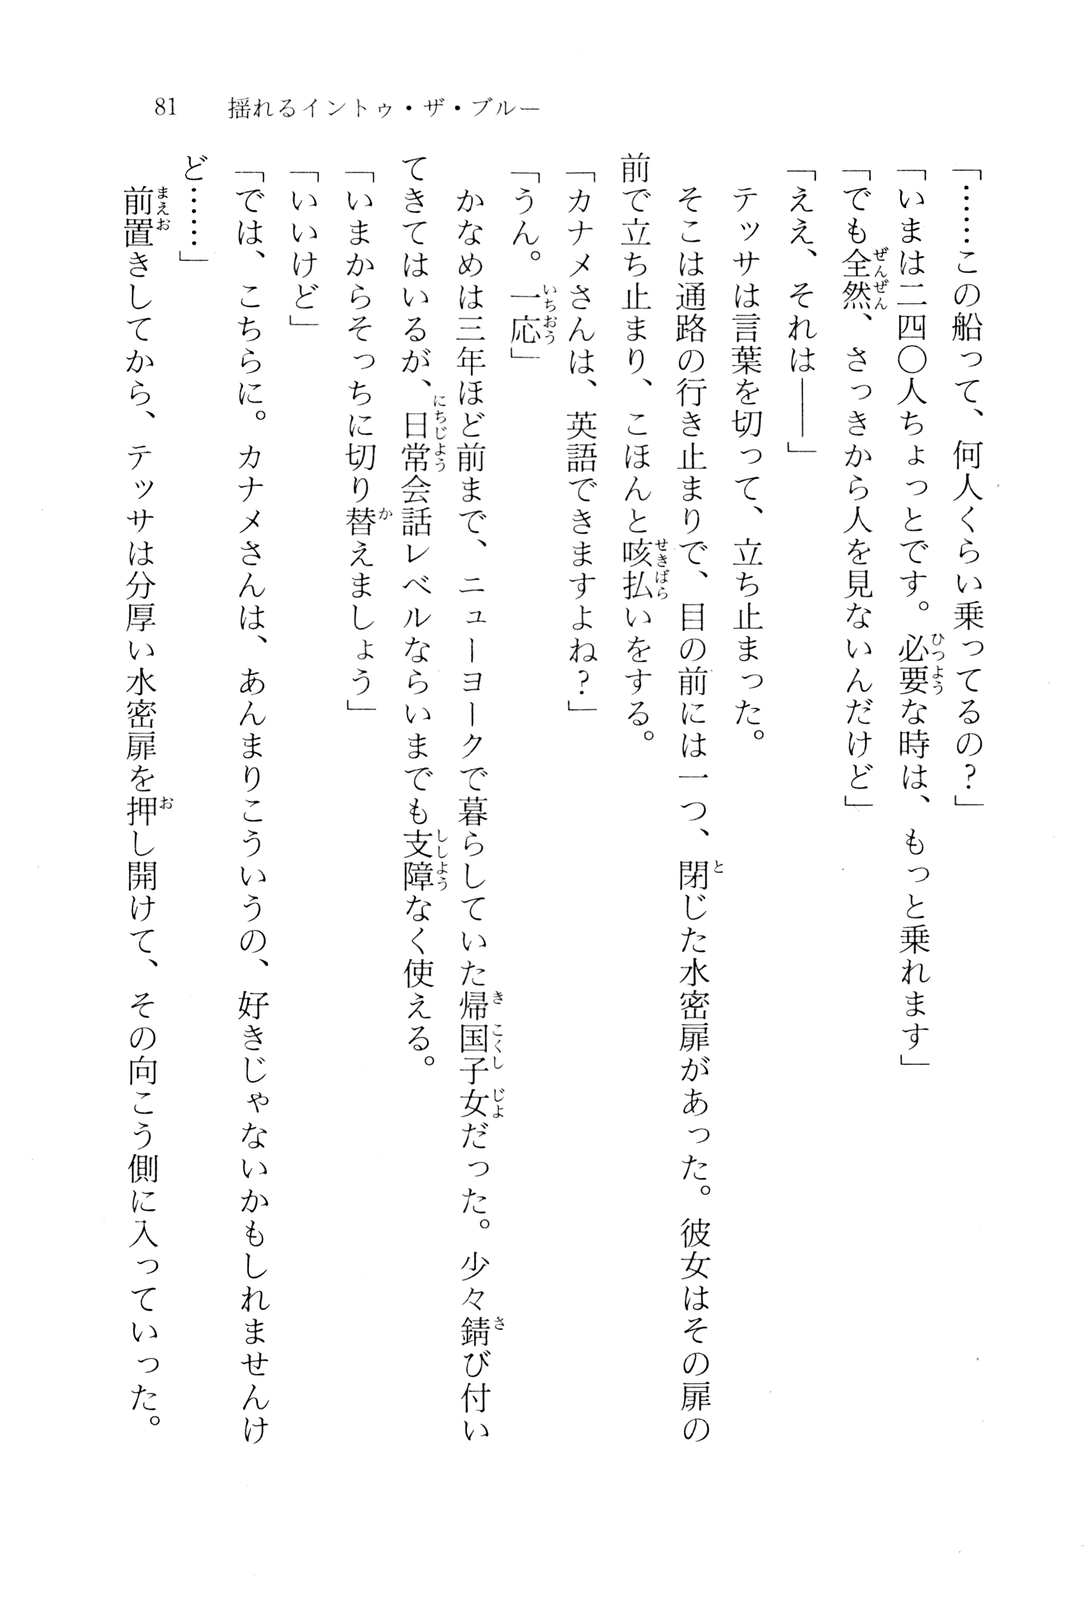 81　揺れるイントゥ・ザ・ブルー
「……この船って、何人くらい乗ってるの？」
「いまは二四〇人ちょっとです。必要な時は、もっと乗れます」
「でも全然、さっきから人を見ないんだけど」
「ええ、それは――」
　テッサは言葉を切って、立ち止まった。
　そこは通路の行き止まりで、目の前には一つ、閉じた水密扉があった。彼女はその扉の
前で立ち止まり、こほんと咳払いをする。
「カナメさんは、英語できますよね？」
「うん。一応」
　かなめは三年ほど前まで、ニューヨークで暮らしていた帰国子女だった。少々錆び付い
てきてはいるが、日常会話レベルならいまでも支障なく使える。
「いまからそっちに切り替えましょう」
「いいけど」
「では、こちらに。カナメさんは、あんまりこういうの、好きじゃないかもしれませんけ
ど……」
　前置きしてから、テッサは分厚い水密扉を押し開けて、その向こう側に入っていった。